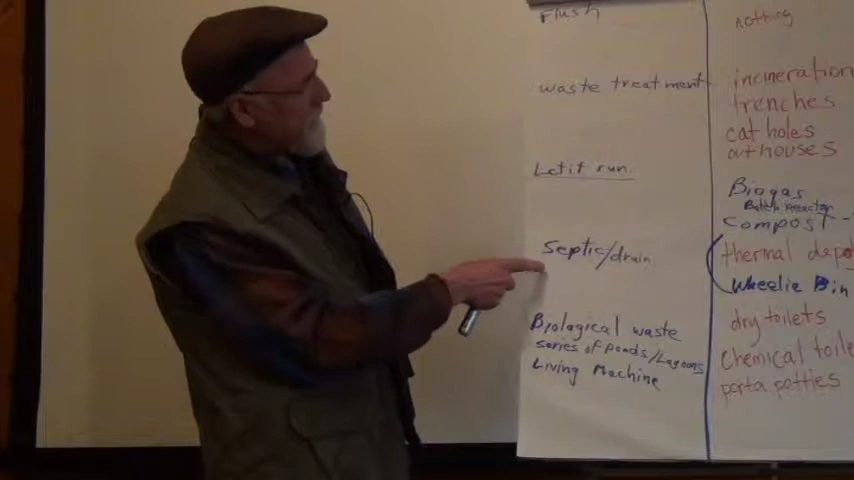 Flush
waste treatment
Let it run
Septic/drain
Biological waste
series of Ponds/Lagoons
Living Machine
nothing
incineration
trenches
cat holes
outhouses
Biogas
Batch reactor
Compost -
thermal depo
Wheelie Bin
dry toilets
Chemical toile
porta potties